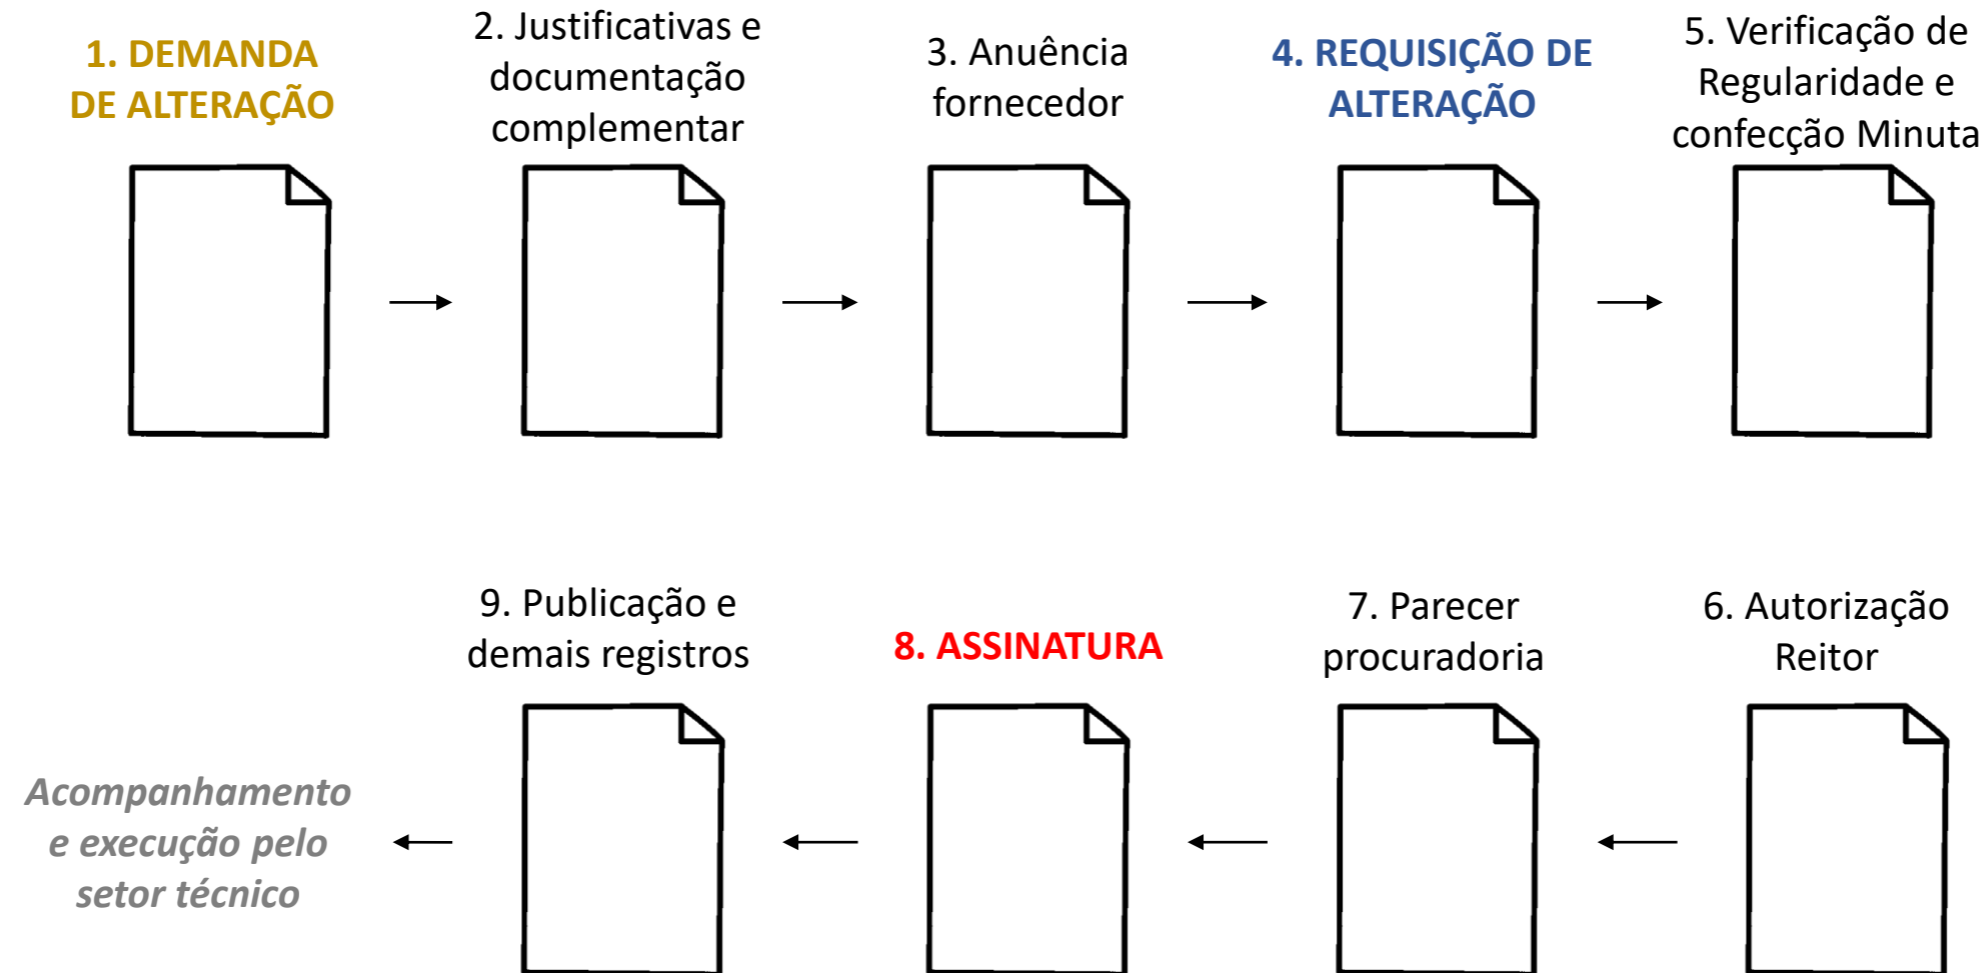 1. DEMANDA
DE ALTERAÇÃO
2. Justificativas e
documentação
complementar
3. Anuência
fornecedor
4. REQUISIÇÃO DE
ALTERAÇÃO
5. Verificação de
Regularidade e
confecção Minuta
6. Autorização
Reitor
7. Parecer
procuradoria
8. ASSINATURA
9. Publicação e
demais registros
Acompanhamento
e execução pelo
setor técnico